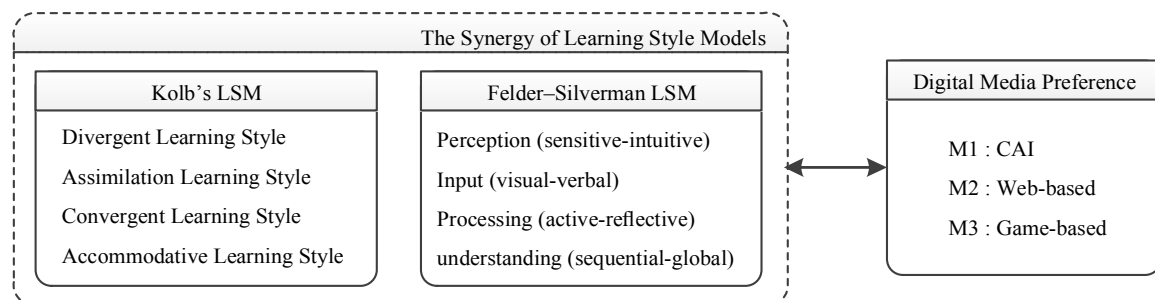 The Synergy of Learning Style Models
Kolb's LSM
Divergent Learning Style
Assimilation Learning Style
Convergent Learning Style
Accommodative Learning Style
Felder–Silverman LSM
Perception (sensitive-intuitive)
Input (visual-verbal)
Processing (active-reflective)
understanding (sequential-global)
Digital Media Preference
M1 : CAI
M2 : Web-based
M3 : Game-based